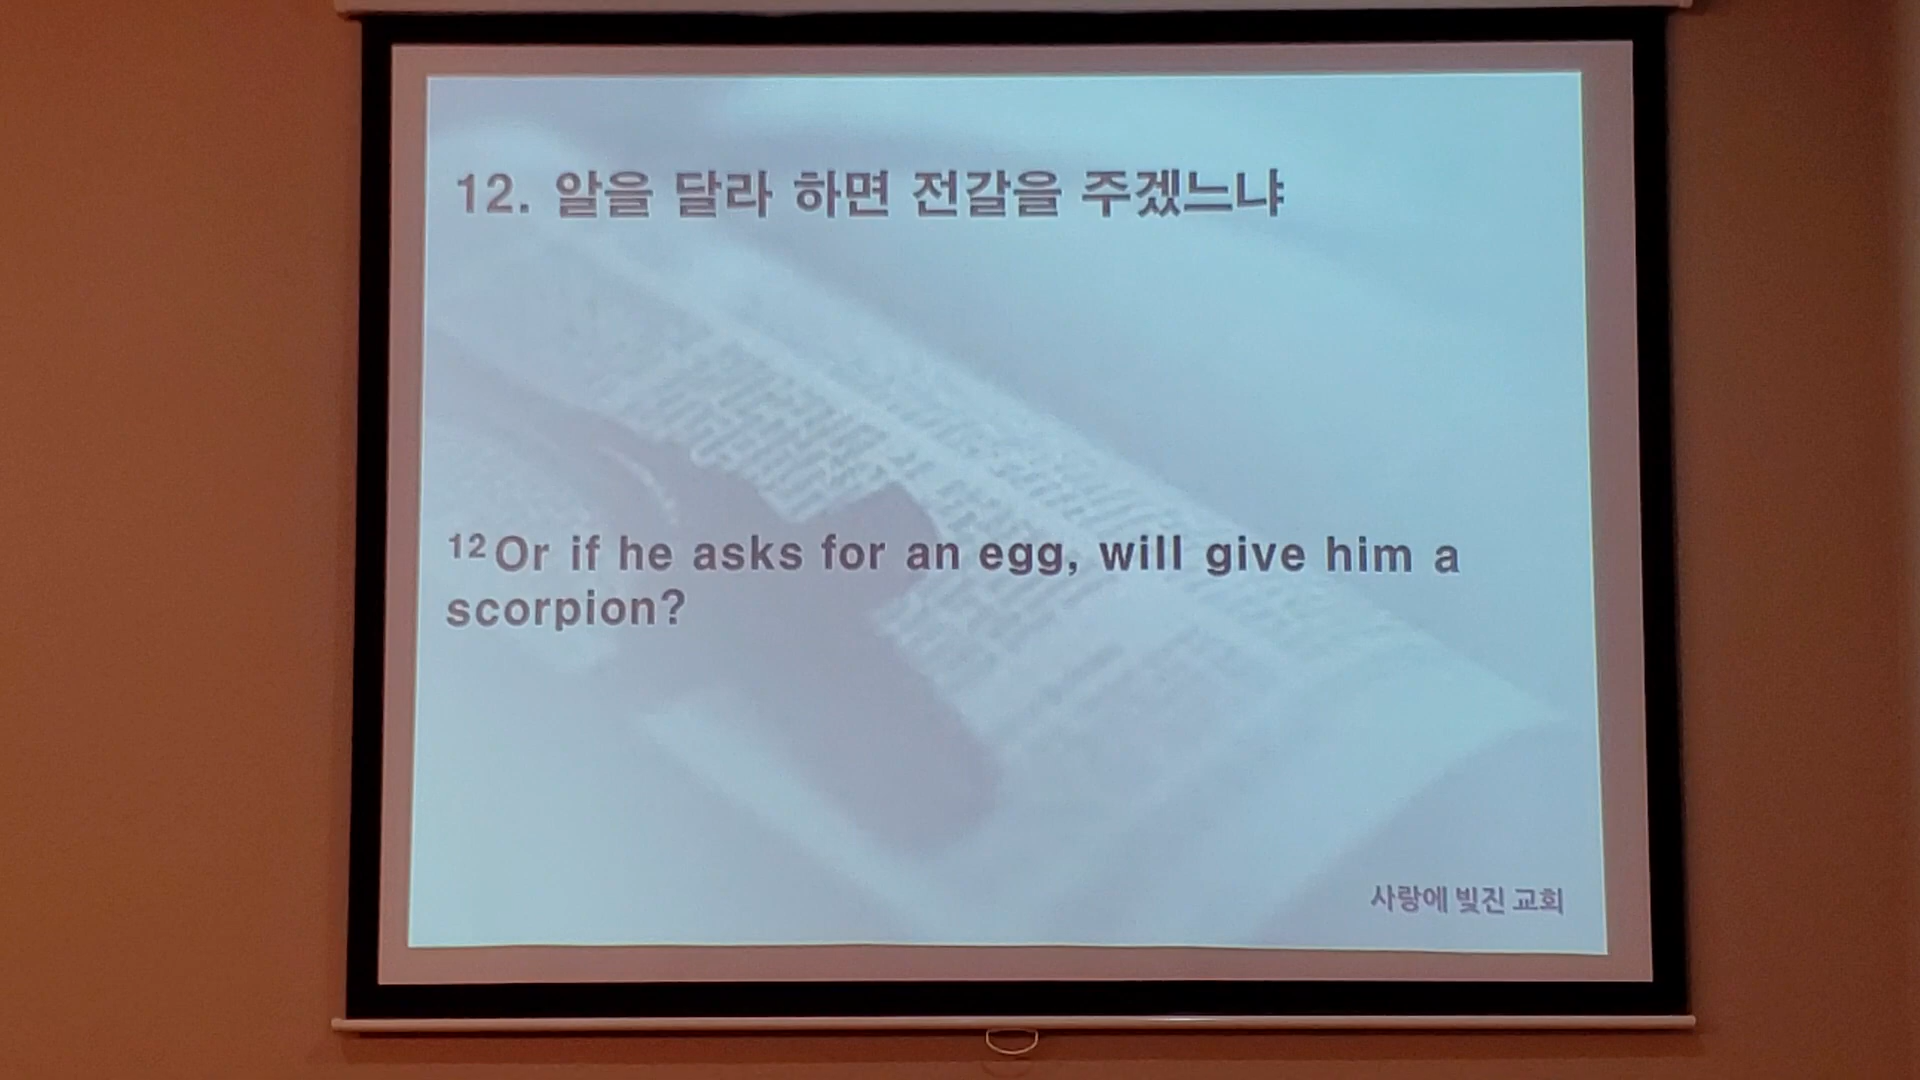 12. 알을 달라 하면 전갈을 주겠느냐
12 Or if he asks for an egg, will give him a
scorpion?
사랑에 빚진 교회